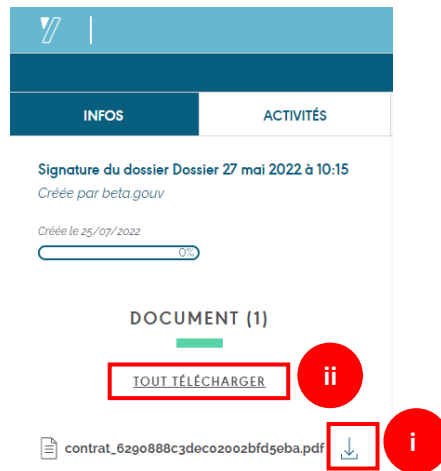 INFOS
ACTIVITÉS
Signature du dossier Dossier 27 mai 2022 à 10:15
Créée par beta.gouv
Créée le 25/07/2022
0%
DOCUMENT (1)
TOUT TÉLÉCHARGER
ii
contrat_6290888c3dec02002bfd5eba.pdf
i